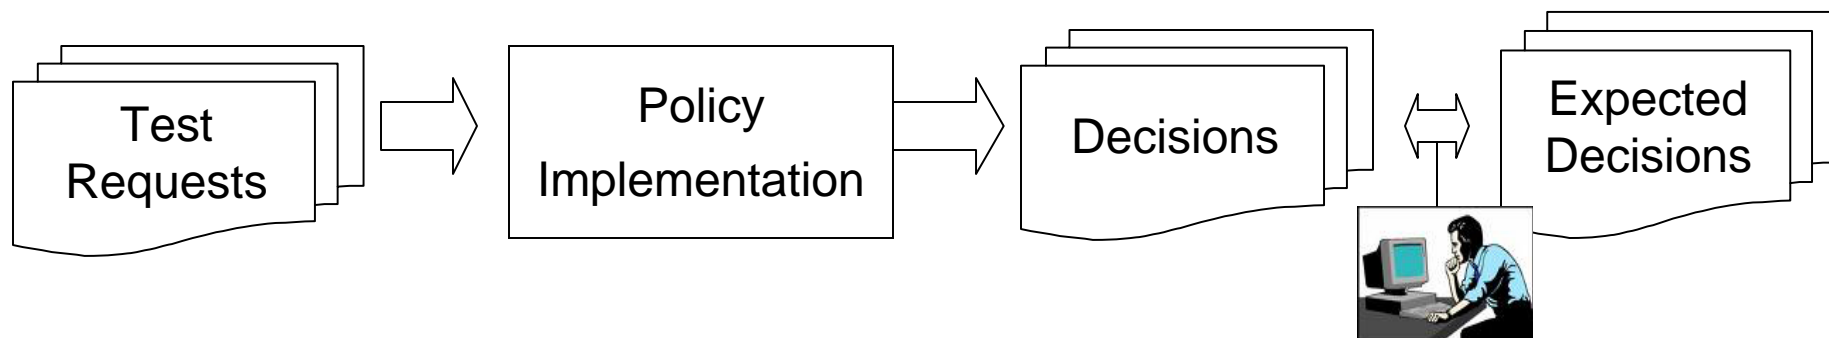 Test
Requests
Policy
Implementation
Decisions
Expected
Decisions